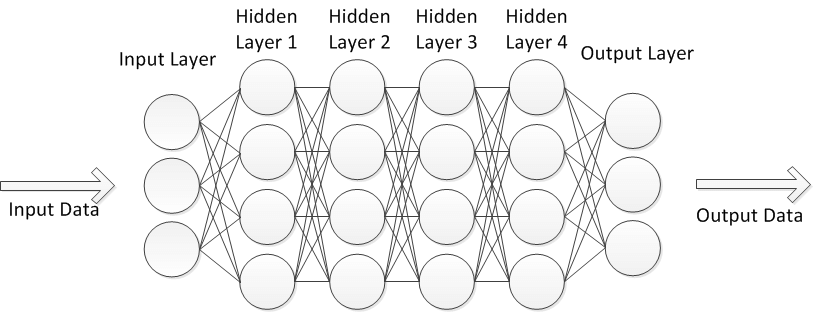 Input Data
Input Layer
Hidden
Layer 1
Hidden
Layer 2
Hidden
Layer 3
Hidden
Layer 4
Output Layer
Output Data